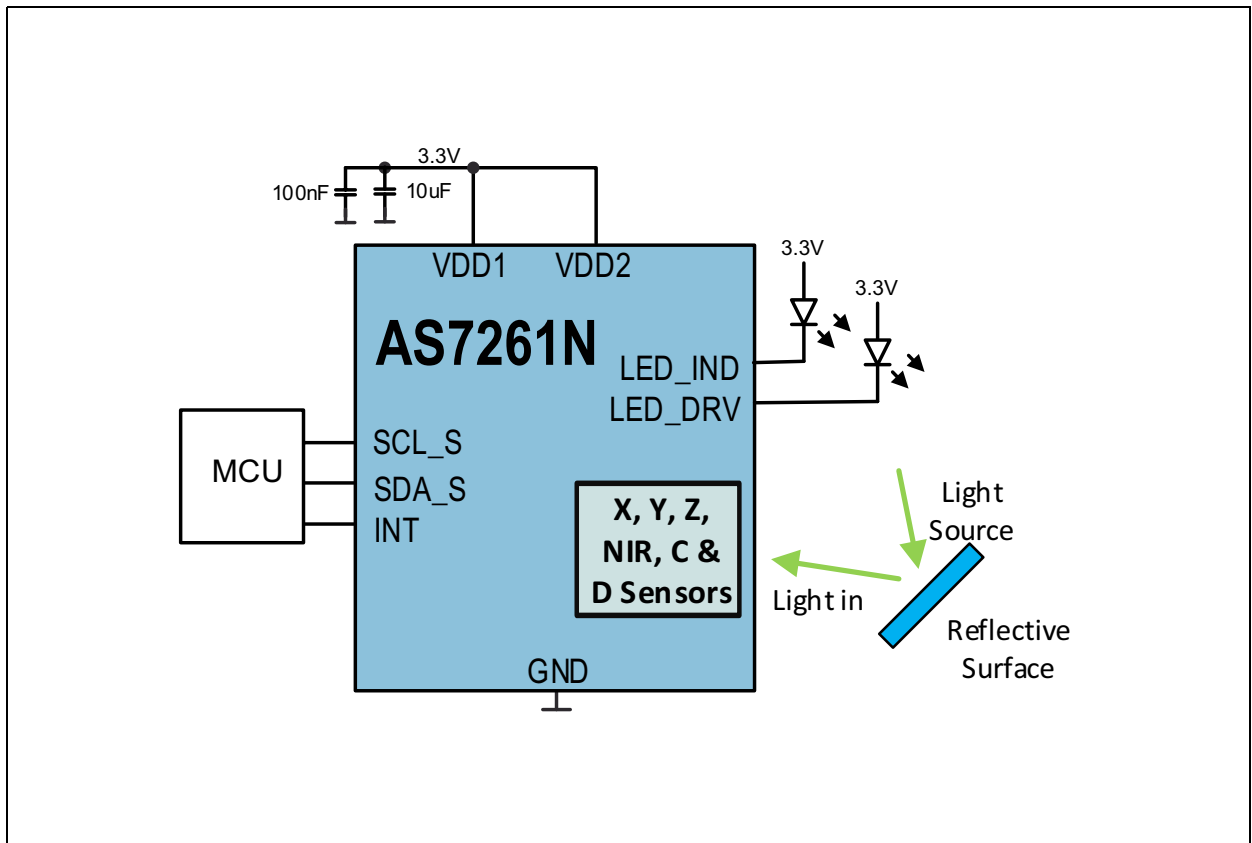 3.3V
100nF
10uF
VDD1
VDD2
3.3V
3.3V
AS7261N
LED_IND
LED_DRV
MCU
SCL_S
SDA_S
INT
X, Y, Z,
NIR, C &
D Sensors
Light
Source
Light in
Reflective
Surface
GND